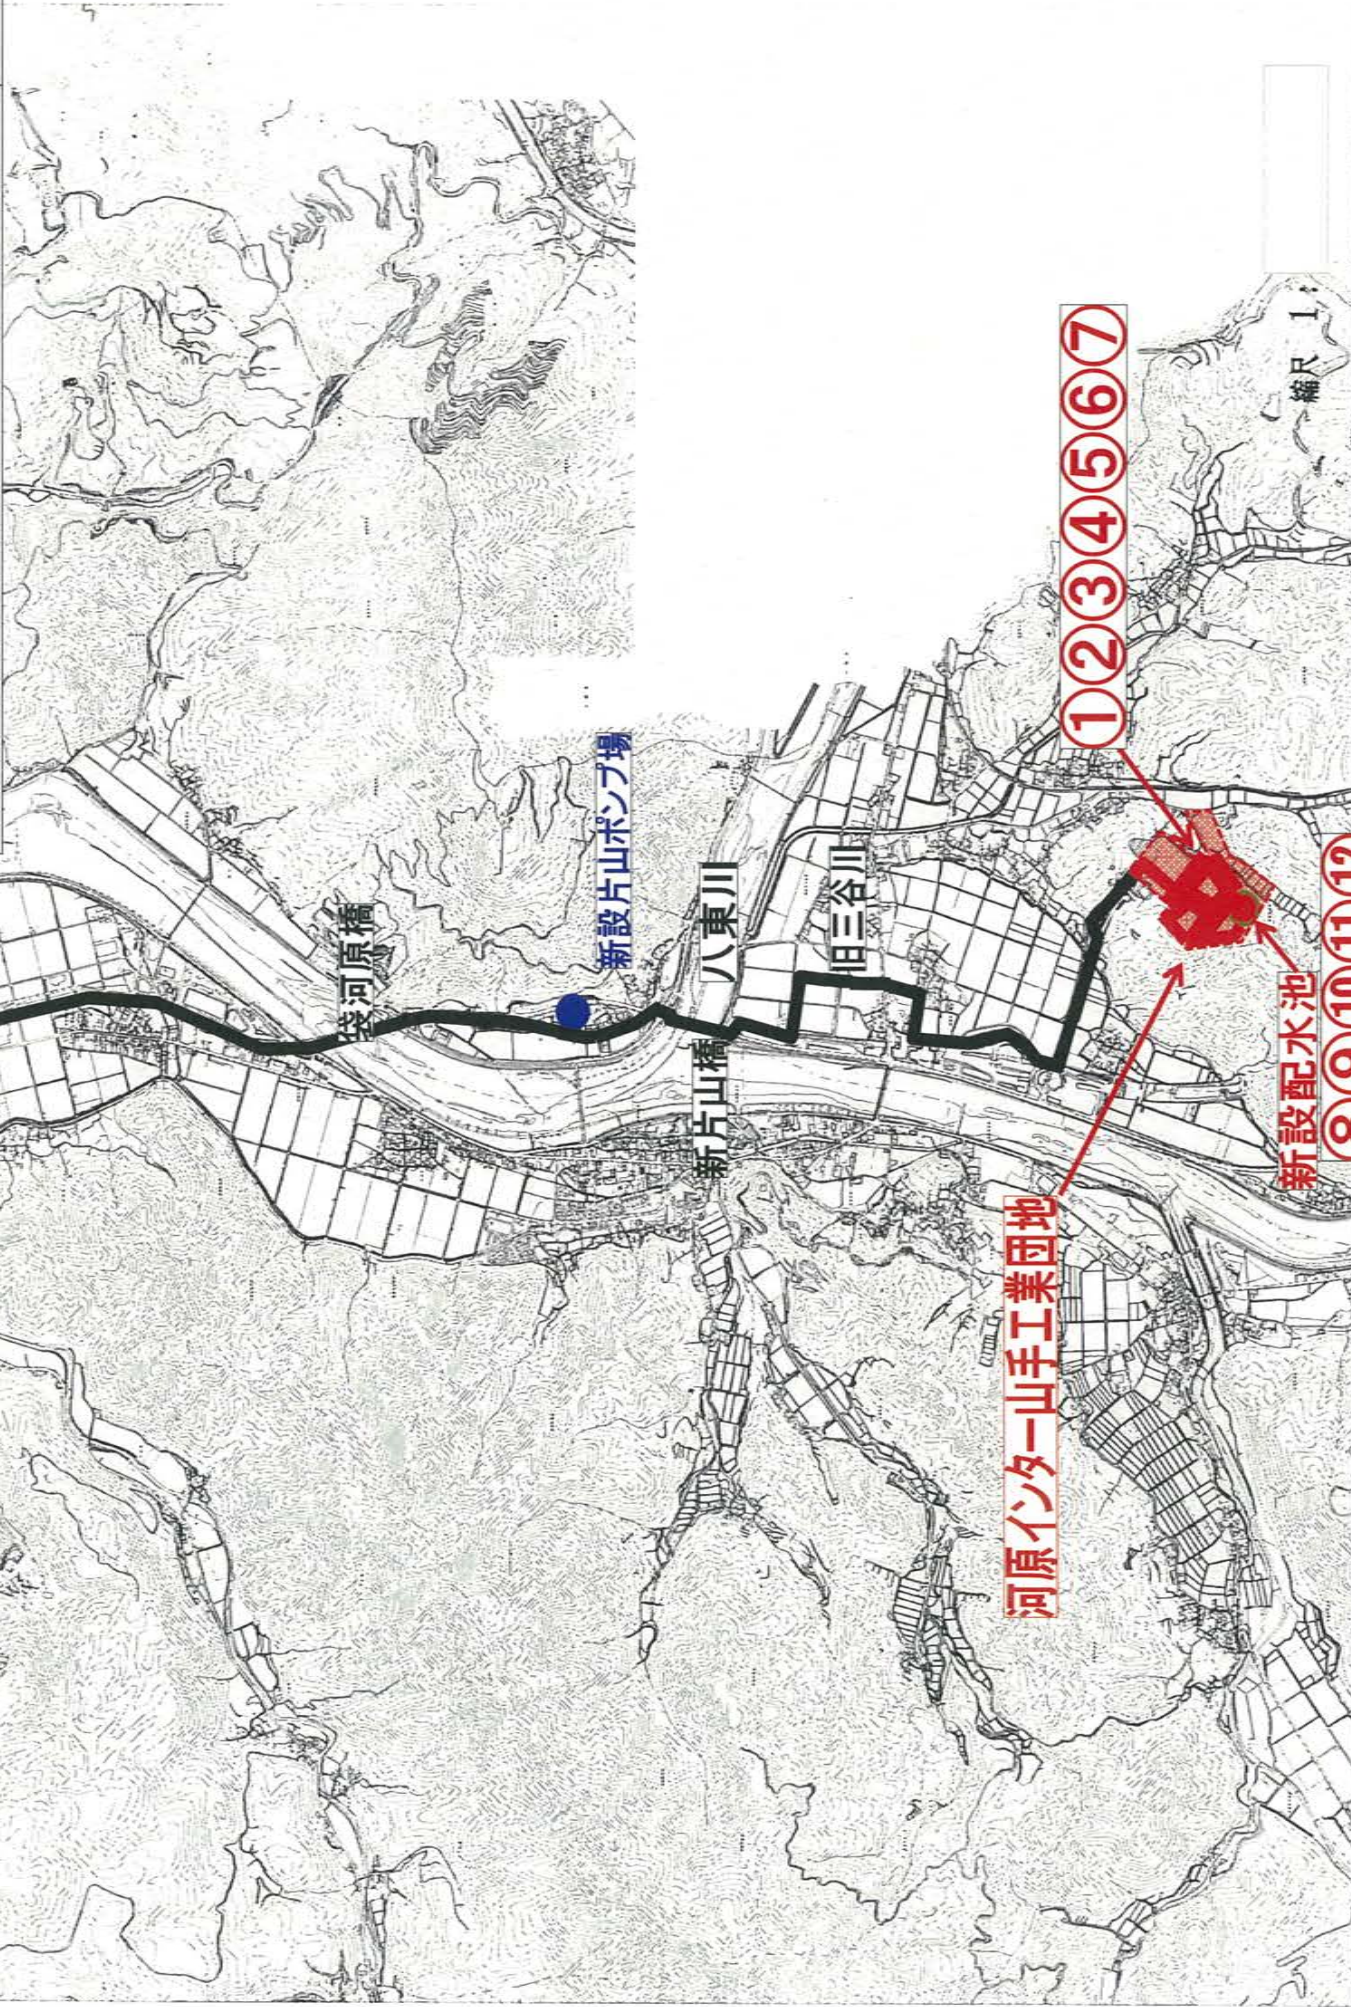 袋河原橋
新設片山ポンプ場
八東川
新片山橋
旧三谷川
①②③④⑤⑥⑦
河原インター山手工業団地
新設配水池
⑧⑨⑩⑪⑫
縮尺 1: